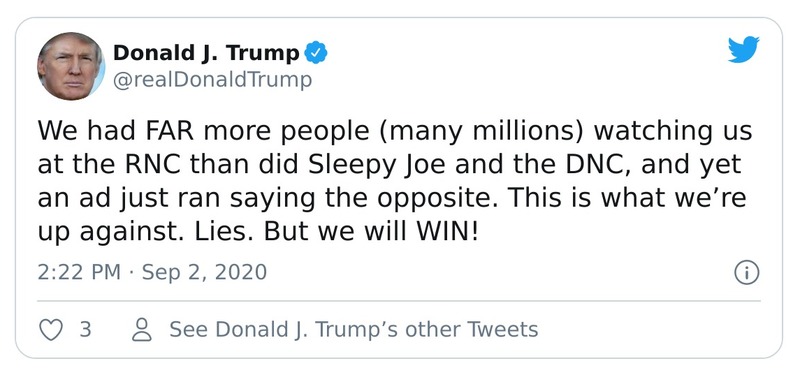 Donald J. Trump
@realDonaldTrump
We had FAR more people (many millions) watching us
at the RNC than did Sleepy Joe and the DNC, and yet
an ad just ran saying the opposite. This is what we’re
up against. Lies. But we will WIN!
2:22 PM · Sep 2, 2020
3 See Donald J. Trump’s other Tweets